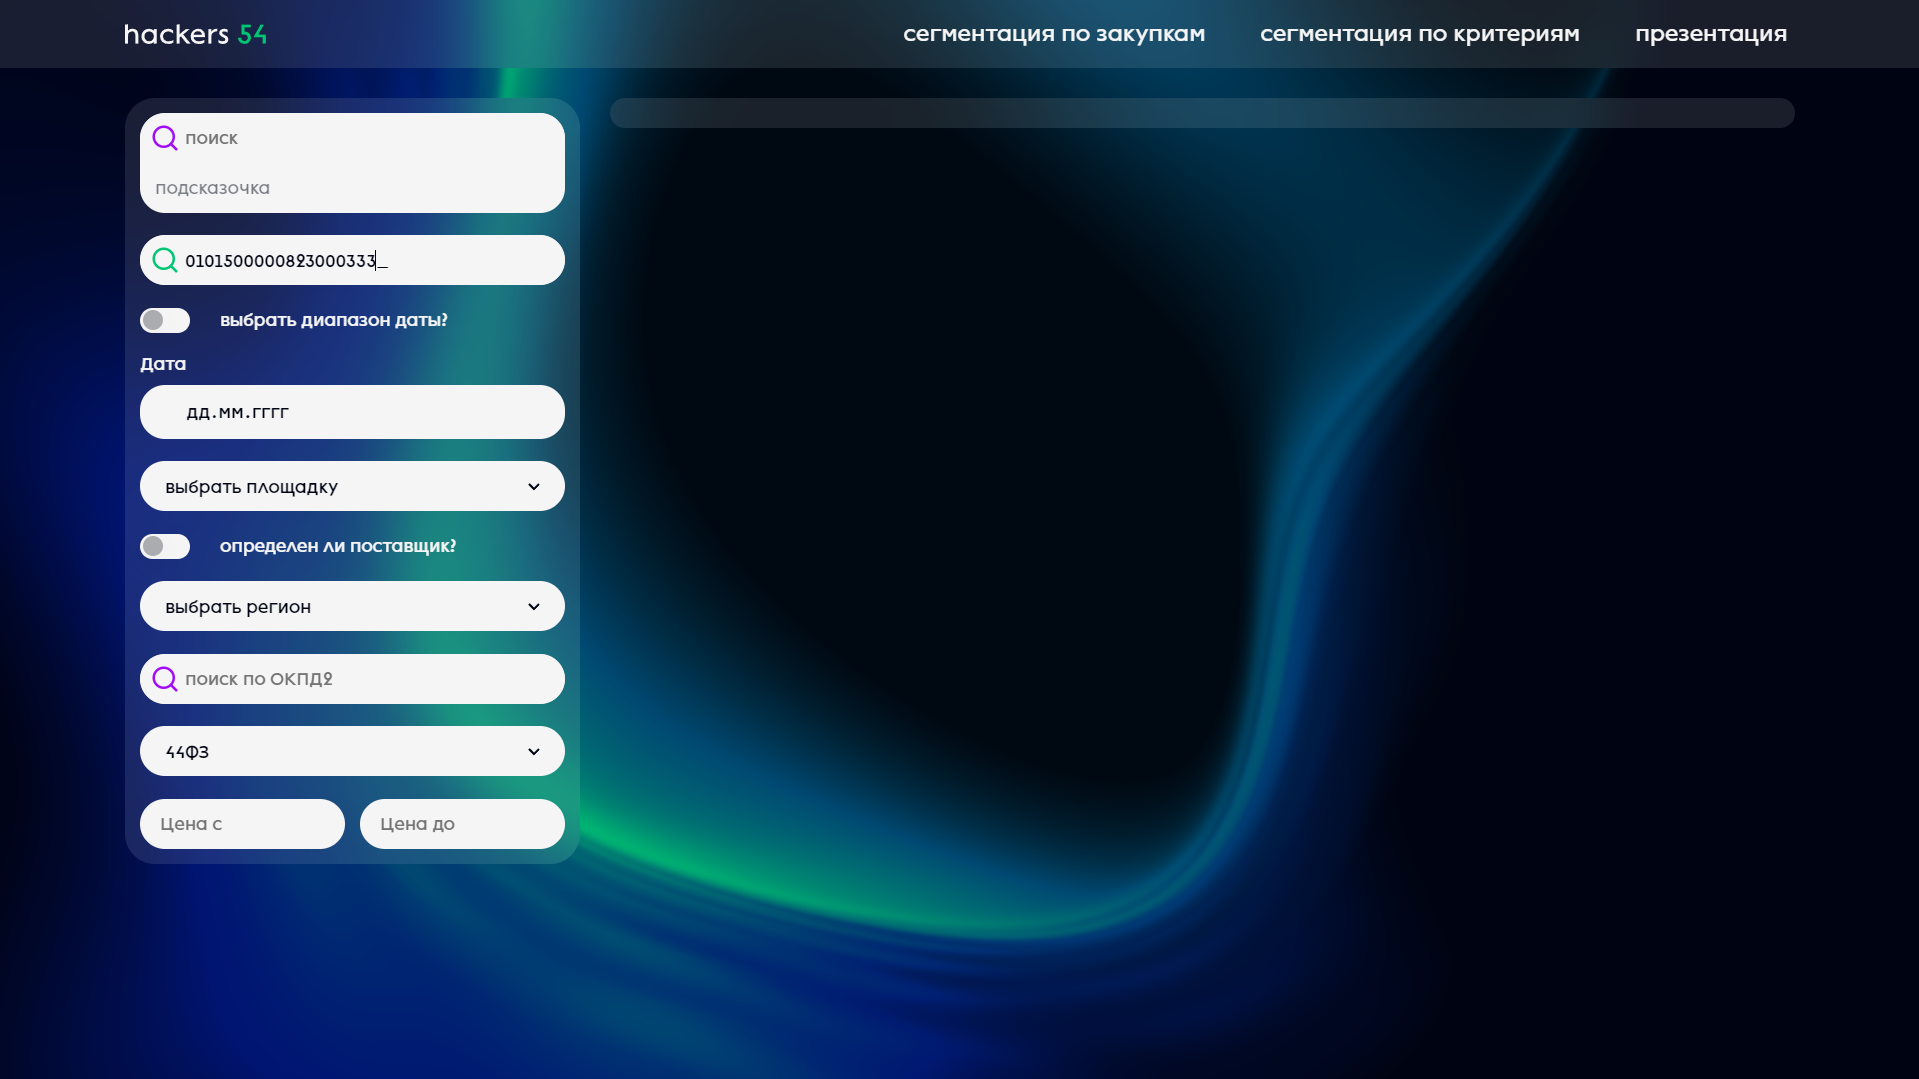 hackers 54
сегментация по закупкам
сегментация по критериям
презентация
поиск
подсказочка
0101500000823000333_
выбрать диапазон даты?
Дата
дд.мм.гггг
выбрать площадку
определен ли поставщик?
выбрать регион
поиск по ОКПД2
44ФЗ
Цена с
Цена до